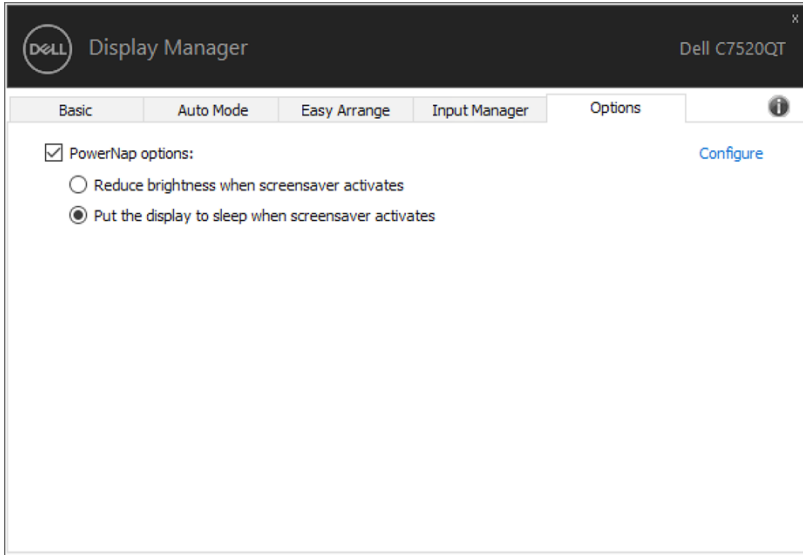 x
DELL Display Manager Dell C7520QT
Basic Auto Mode Easy Arrange Input Manager Options i
PowerNap options: Configure
Reduce brightness when screensaver activates
Put the display to sleep when screensaver activates